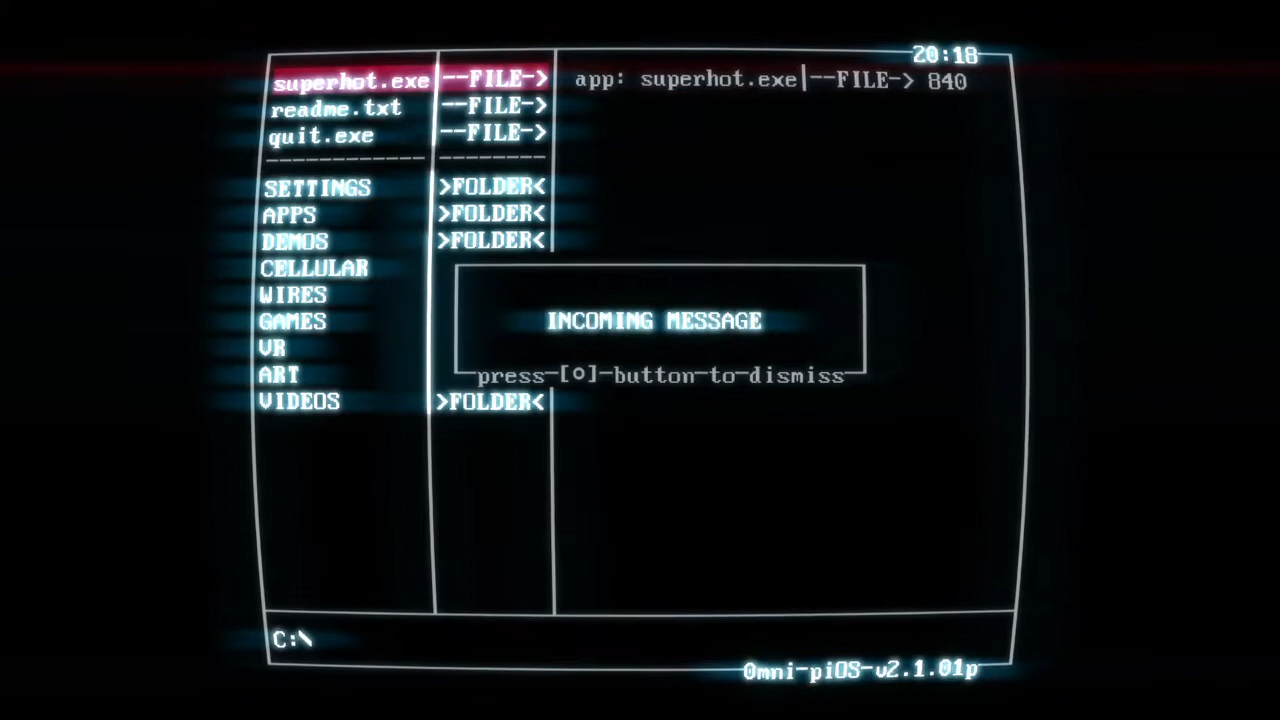 20:18
superhot.exe --FILE-> app: superhot.exe|--FILE-> 840
readme.txt --FILE->
quit.exe --FILE->
SETTINGS >FOLDER<
APPS >FOLDER<
DEMOS >FOLDER<
CELLULAR
WIRES
GAMES
INCOMING MESSAGE
VR
ART
press-[O]-button-to-dismiss
VIDEOS >FOLDER<
C:\
Omni-piOS-v2.1.01p